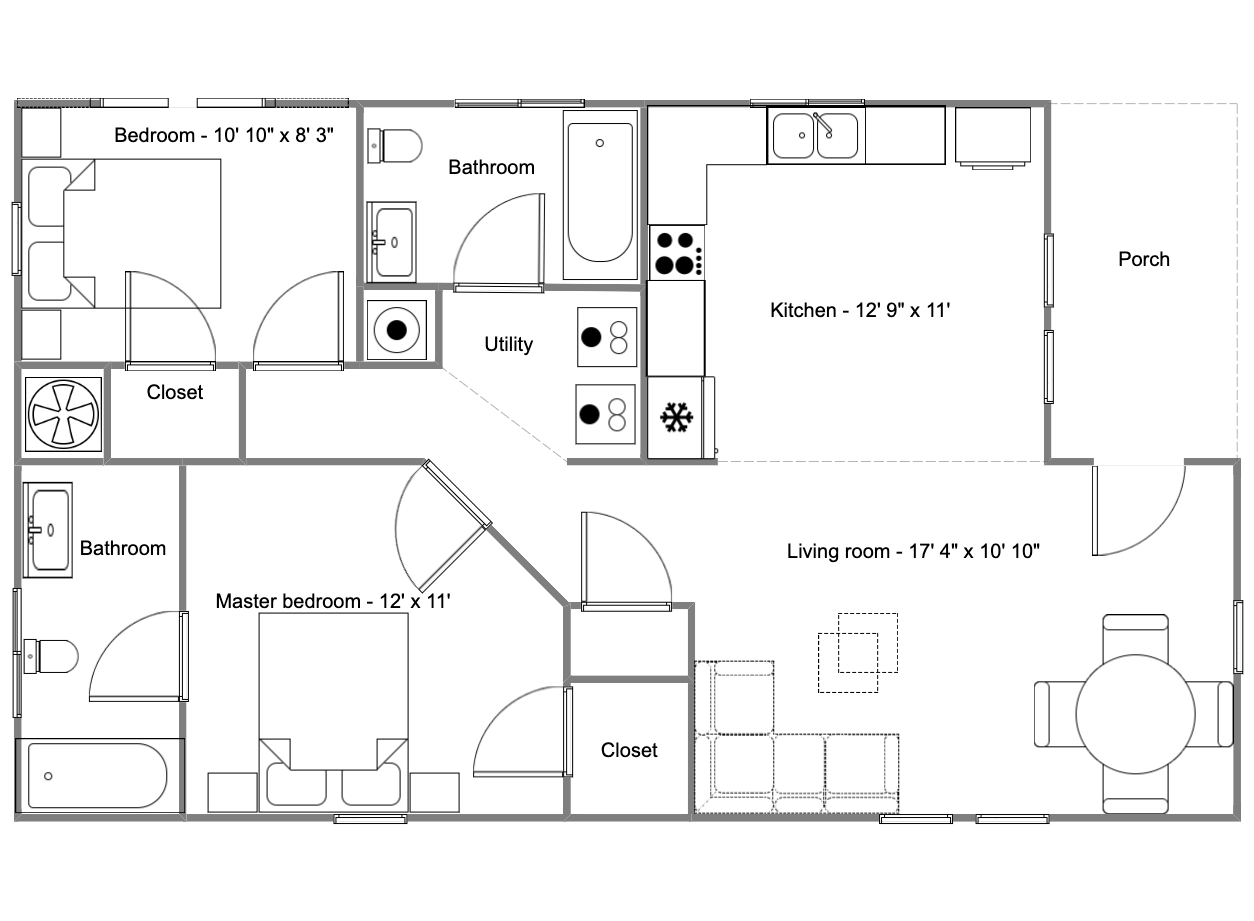 Bedroom - 10' 10" x 8' 3"
Bathroom
Porch
Kitchen - 12' 9" x 11'
Utility
Closet
Bathroom
Living room - 17' 4" x 10' 10"
Master bedroom - 12' x 11'
Closet